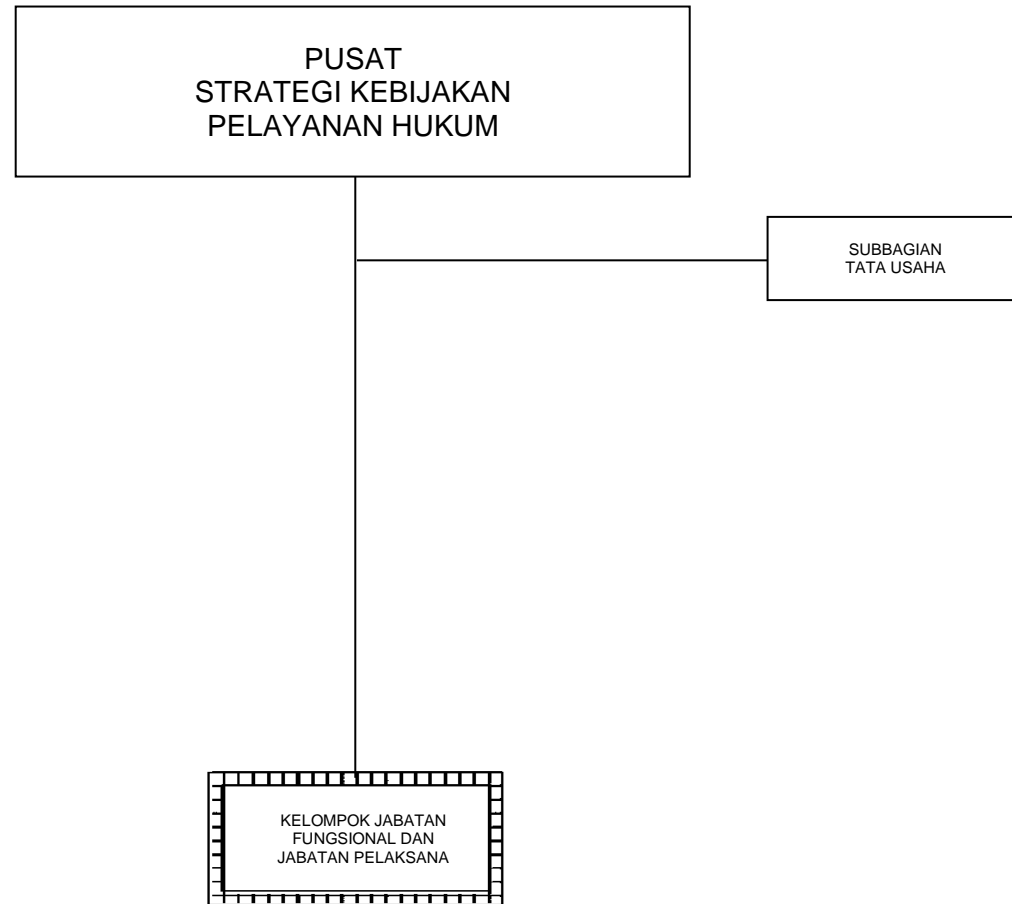 PUSAT
STRATEGI KEBIJAKAN
PELAYANAN HUKUM
SUBBAGIAN
TATA USAHA
KELOMPOK JABATAN
FUNGSIONAL DAN
JABATAN PELAKSANA